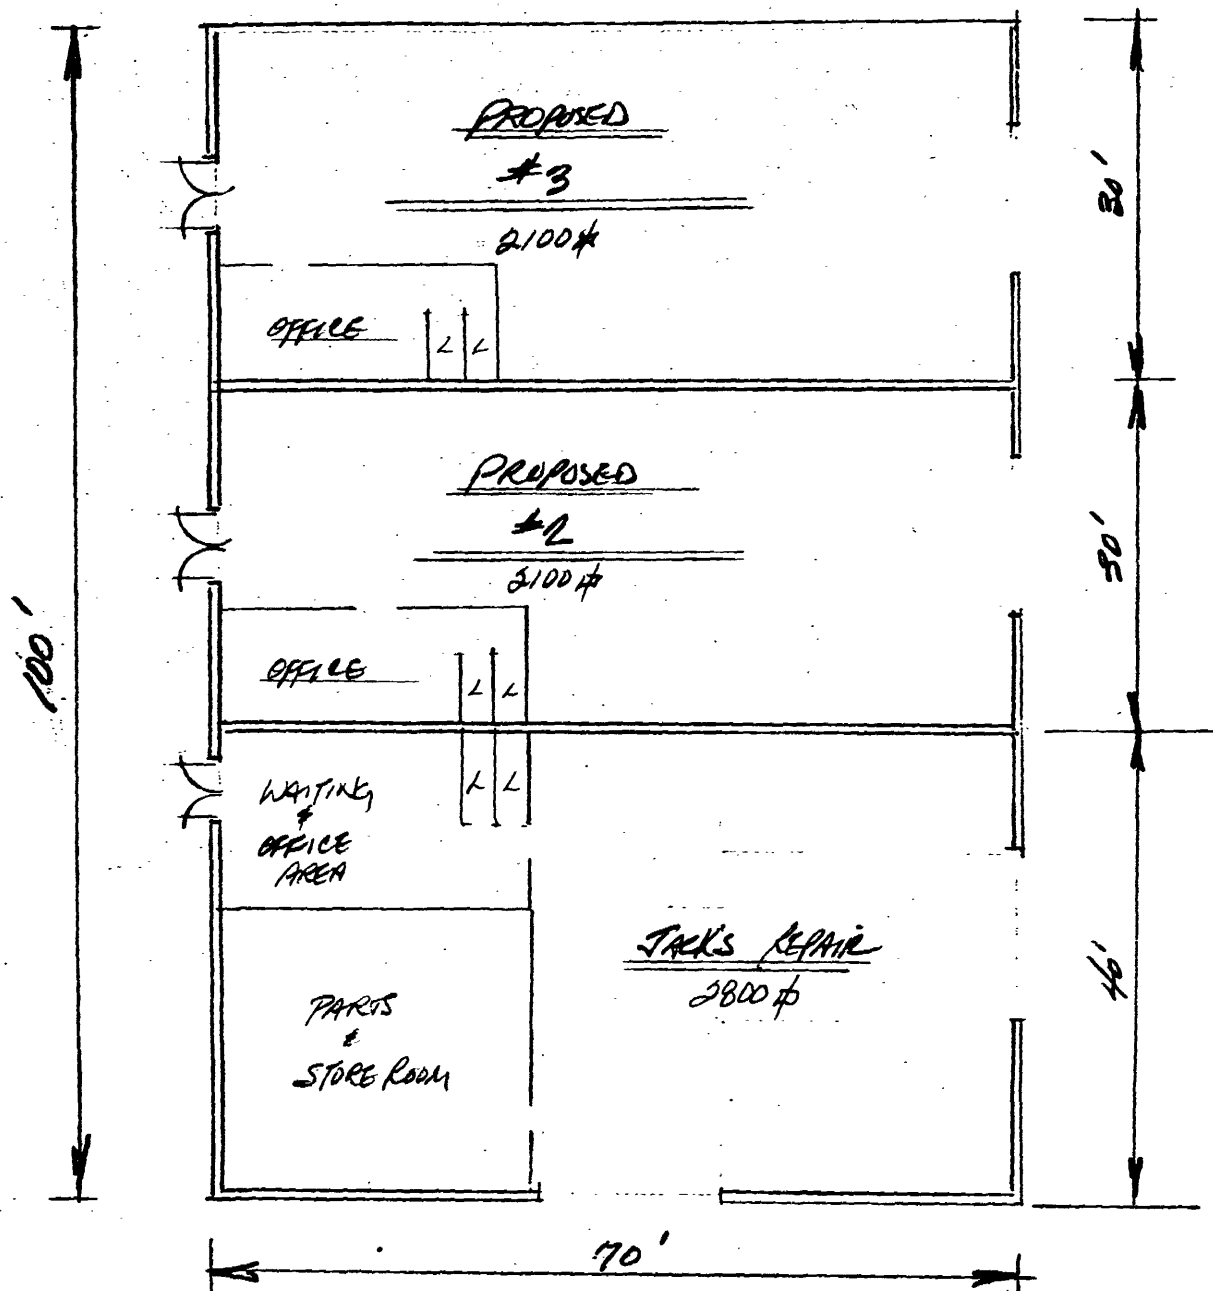 PROPOSED
#3
2100 ⏍
30'
OFFICE
L L
PROPOSED
#2
2100 ⏍
30'
100'
OFFICE
L L
L L
WAITING
&
OFFICE
AREA
JACK'S REPAIR
2800 ⏍
40'
PARTS
&
STORE ROOM
70'